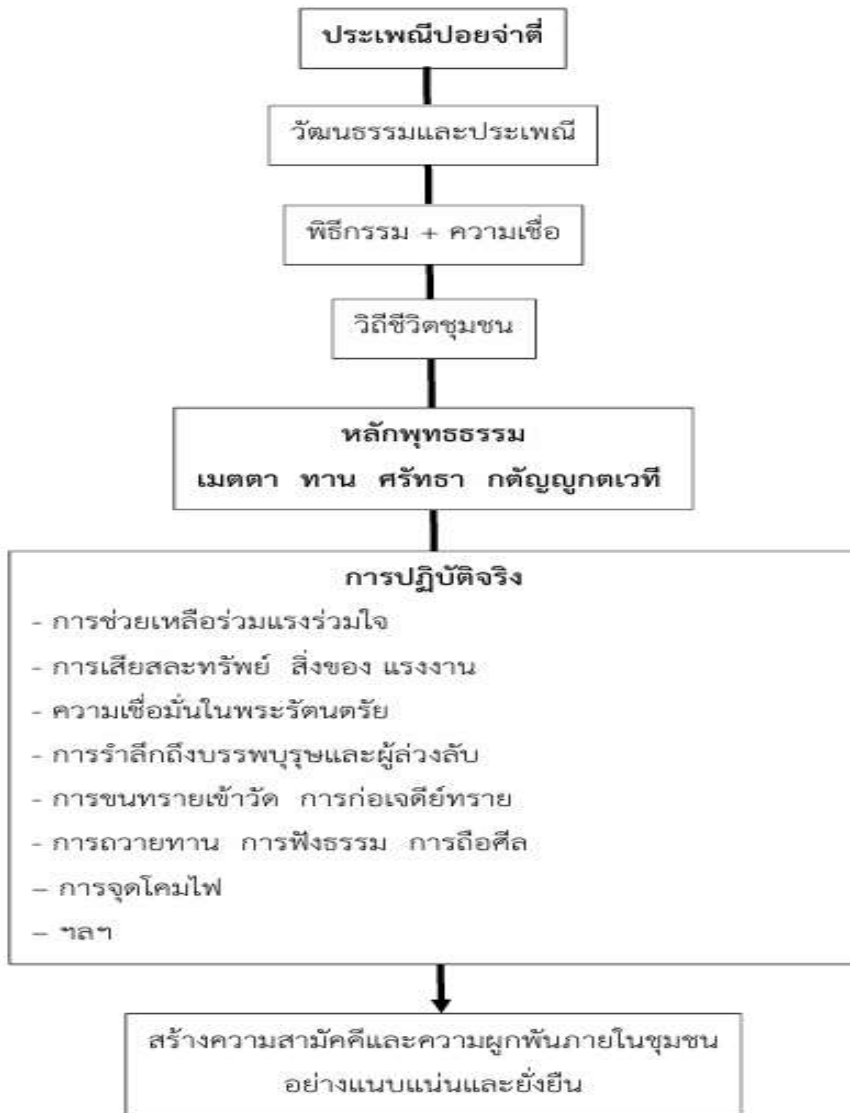 ประเพณีปอยจ่าตี่
วัฒนธรรมและประเพณี
พิธีกรรม + ความเชื่อ
วิถีชีวิตชุมชน
หลักพุทธธรรม
เมตตา ทาน ศรัทธา กตัญญูกตเวที
การปฏิบัติจริง
- การช่วยเหลือร่วมแรงร่วมใจ
- การเสียสละทรัพย์ สิ่งของ แรงงาน
- ความเชื่อมั่นในพระรัตนตรัย
- การรำลึกถึงบรรพบุรุษและผู้ล่วงลับ
- การขนทรายเข้าวัด การก่อเจดีย์ทราย
- การถวายทาน การฟังธรรม การถือศีล
– การจุดโคมไฟ
– ฯลฯ
สร้างความสามัคคีและความผูกพันภายในชุมชน
อย่างแนบแน่นและยั่งยืน